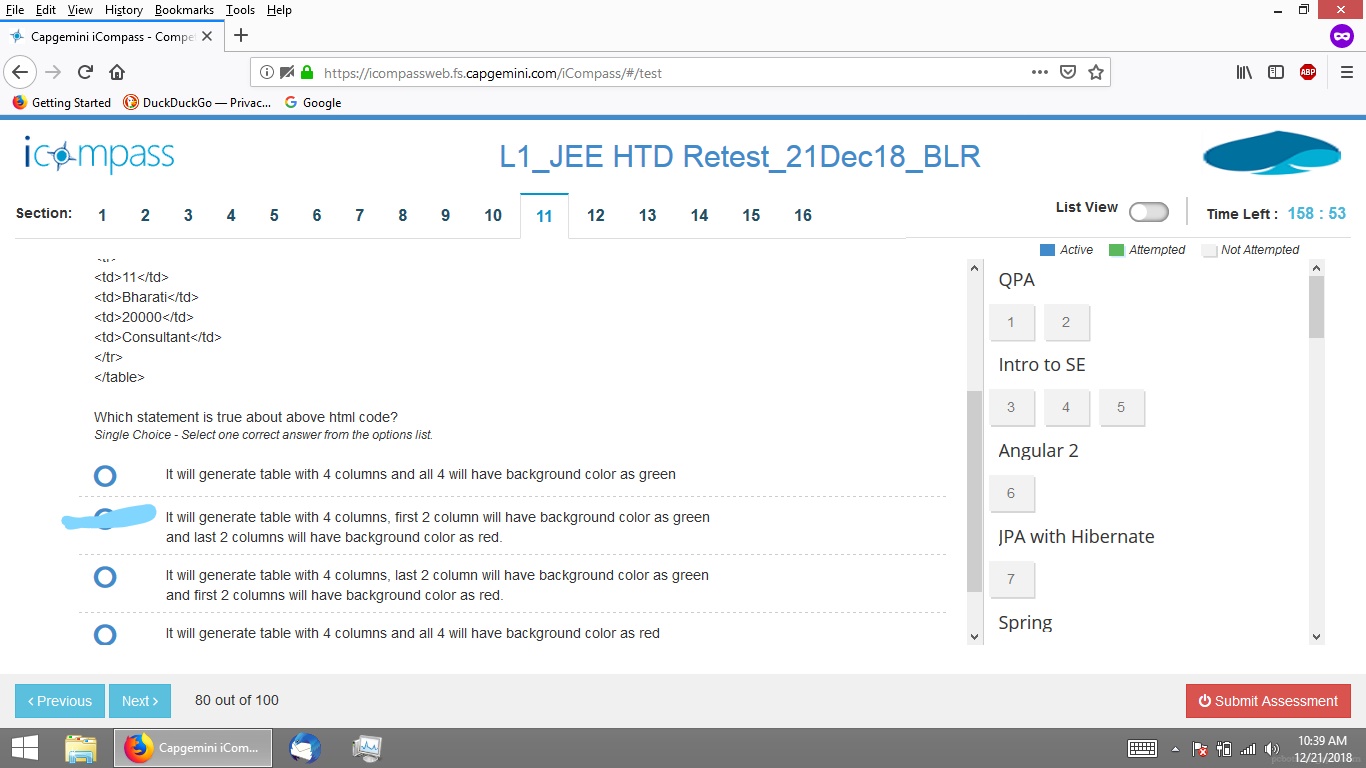 File Edit View History Bookmarks Tools Help
Capgemini iCompass - Compe
https://icompassweb.fs.capgemini.com/iCompass/#/test
ABP
Getting Started DuckDuckGo — Privac... Google
icompass
L1_JEE HTD Retest_21Dec18_BLR
Section: 1 2 3 4 5 6 7 8 9 10 11 12 13 14 15 16
List View
Time Left : 158 : 53
Active Attempted Not Attempted
<tr>
<td>11</td>
<td>Bharati</td>
<td>20000</td>
<td>Consultant</td>
</tr>
</table>
Which statement is true about above html code?
Single Choice - Select one correct answer from the options list.
It will generate table with 4 columns and all 4 will have background color as green
It will generate table with 4 columns, first 2 column will have background color as green
and last 2 columns will have background color as red.
It will generate table with 4 columns, last 2 column will have background color as green
and first 2 columns will have background color as red.
It will generate table with 4 columns and all 4 will have background color as red
QPA
1 2
Intro to SE
3 4 5
Angular 2
6
JPA with Hibernate
7
Spring
Previous
Next
80 out of 100
Submit Assessment
Capgemini iCom...
10:39 AM
12/21/2018